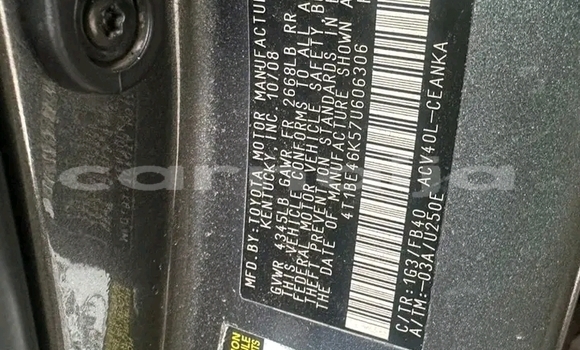 MFD.BY:TOYOTA MOTOR MANUFACTUR
KENTUCKY, INC. 10/08
GVWR 4345LB GAWR FR 2668LB RR
THIS VEHICLE CONFORMS TO ALL A
FEDERAL MOTOR VEHICLE SAFETY B
THEFT PREVENTION STANDARDS IN E
THE DATE OF MANUFACTURE SHOWN A
4T1BE46K57U606306
C/TR:1G3/FB40 ACV40L-CEANKA
A/TM:-03A/U250E